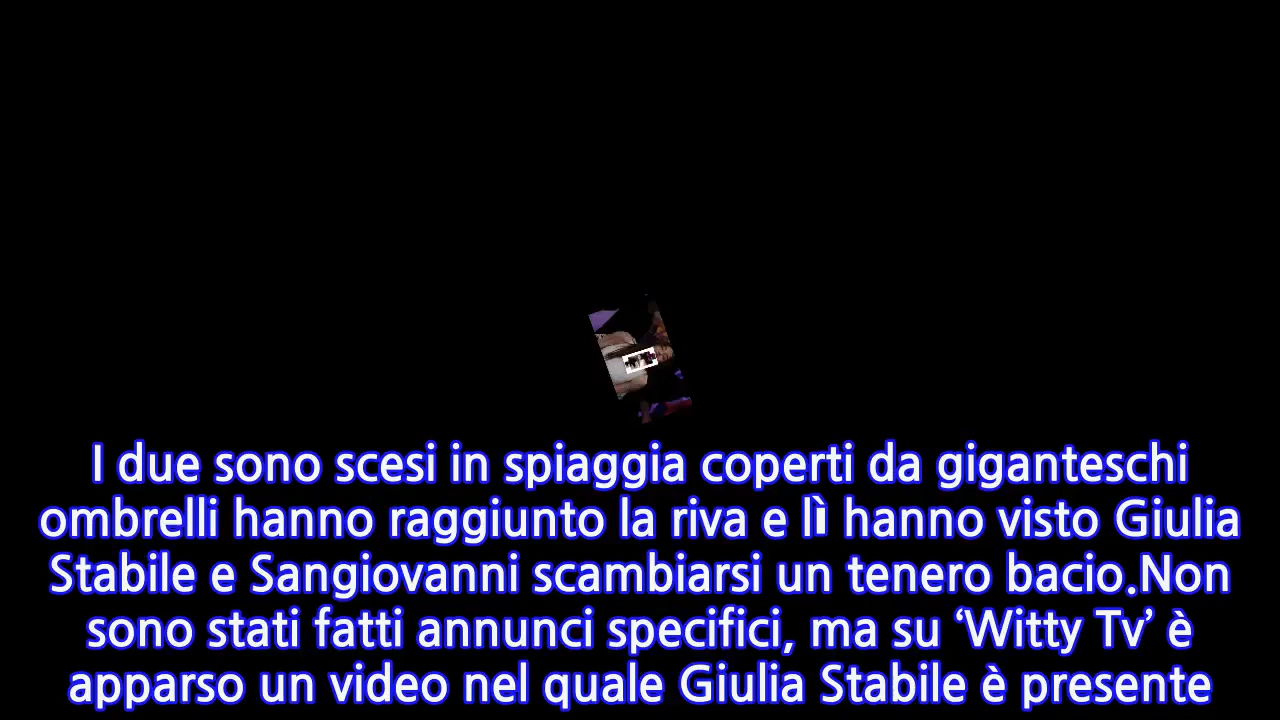 I due sono scesi in spiaggia coperti da giganteschi
ombrelli hanno raggiunto la riva e lì hanno visto Giulia
Stabile e Sangiovanni scambiarsi un tenero bacio.Non
sono stati fatti annunci specifici, ma su ‘Witty Tv’ è
apparso un video nel quale Giulia Stabile è presente